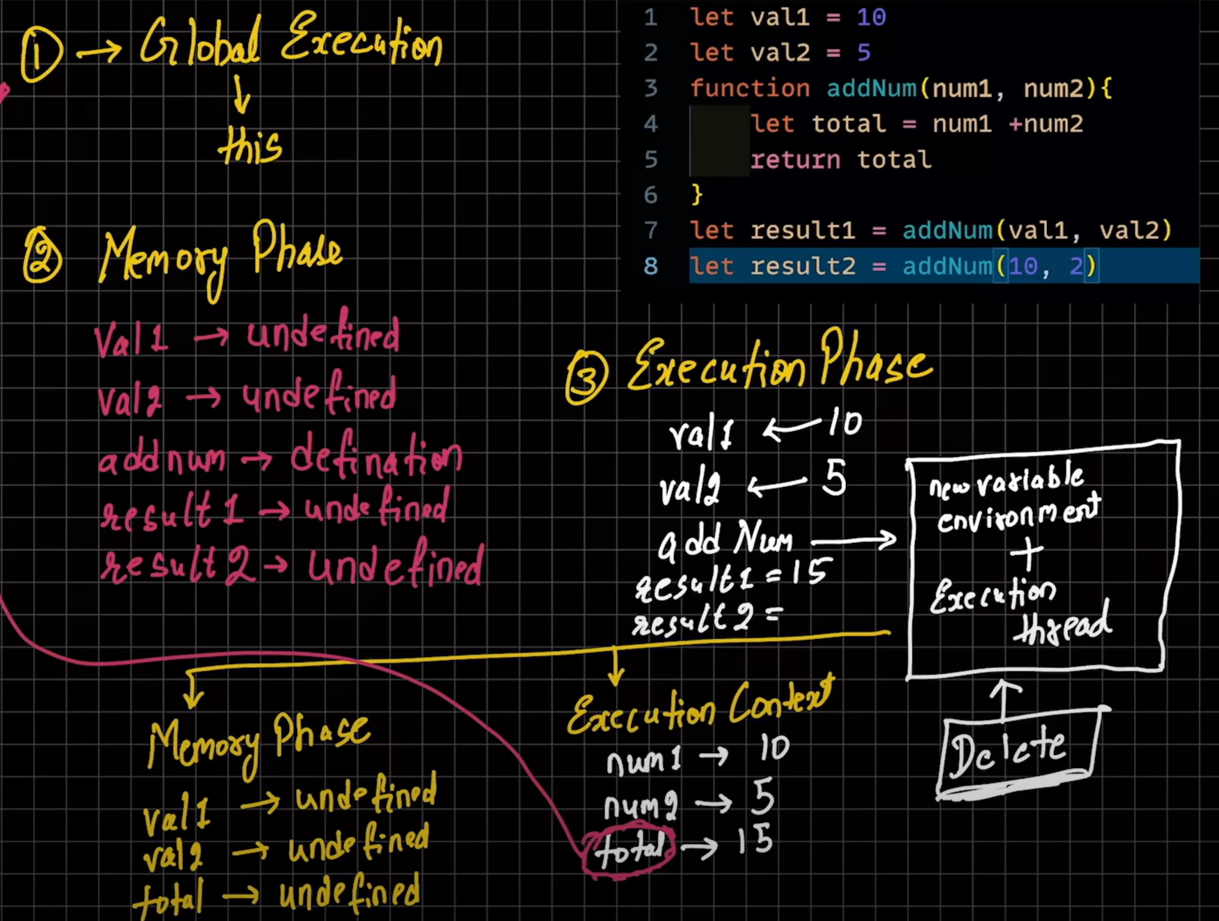 ① → Global Execution
↓
this
1 let val1 = 10
2 let val2 = 5
3 function addNum(num1, num2){
4 let total = num1 +num2
5 return total
6 }
7 let result1 = addNum(val1, val2)
8 let result2 = addNum(10, 2)
② Memory Phase
val1 → undefined
val2 → undefined
addnum → defination
result1 → undefined
result2 → undefined
③ Execution Phase
val1 ← 10
val2 ← 5
add Num →
result1 = 15
result2 =
new variable
environment
+
Execution
thread
Delete
Memory Phase
val1 → undefined
val2 → undefined
total → undefined
Execution Context
num1 → 10
num2 → 5
total → 15